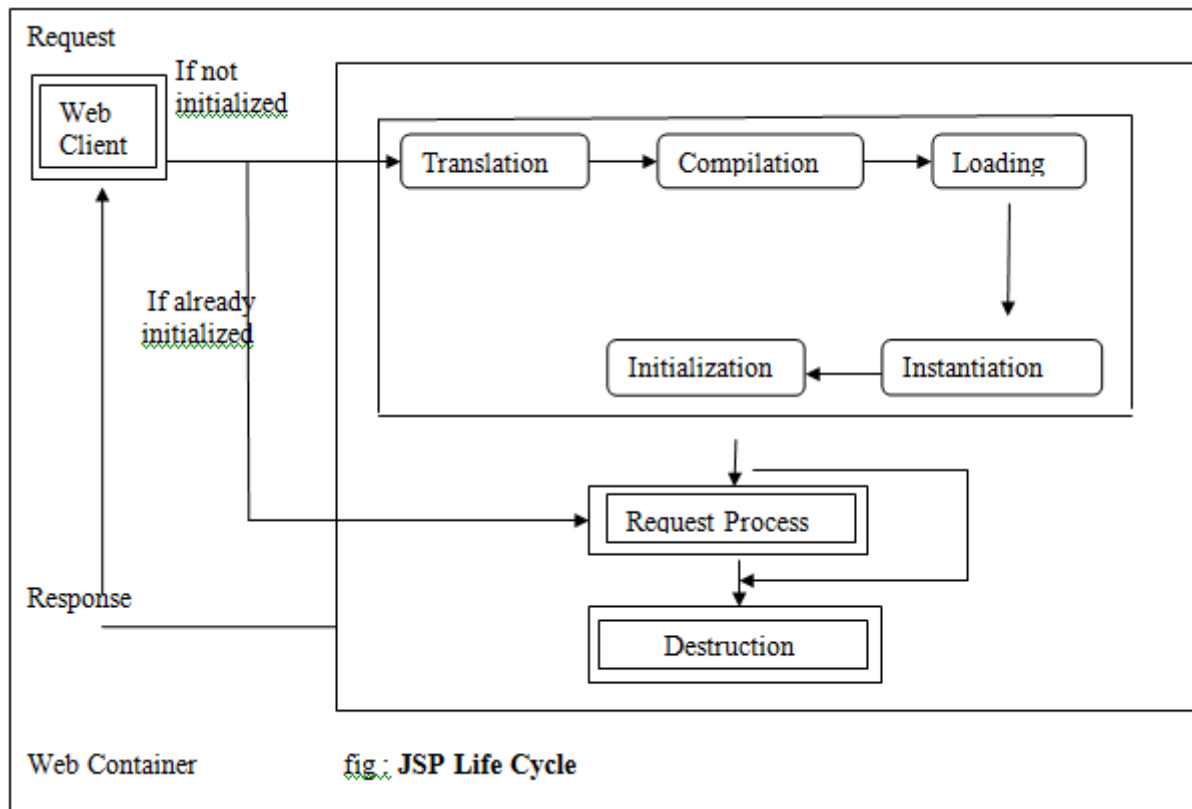 Request
If not
initialized
Web
Client
Translation
Compilation
Loading
If already
initialized
Initialization
Instantiation
Request Process
Response
Destruction
Web Container
fig : JSP Life Cycle